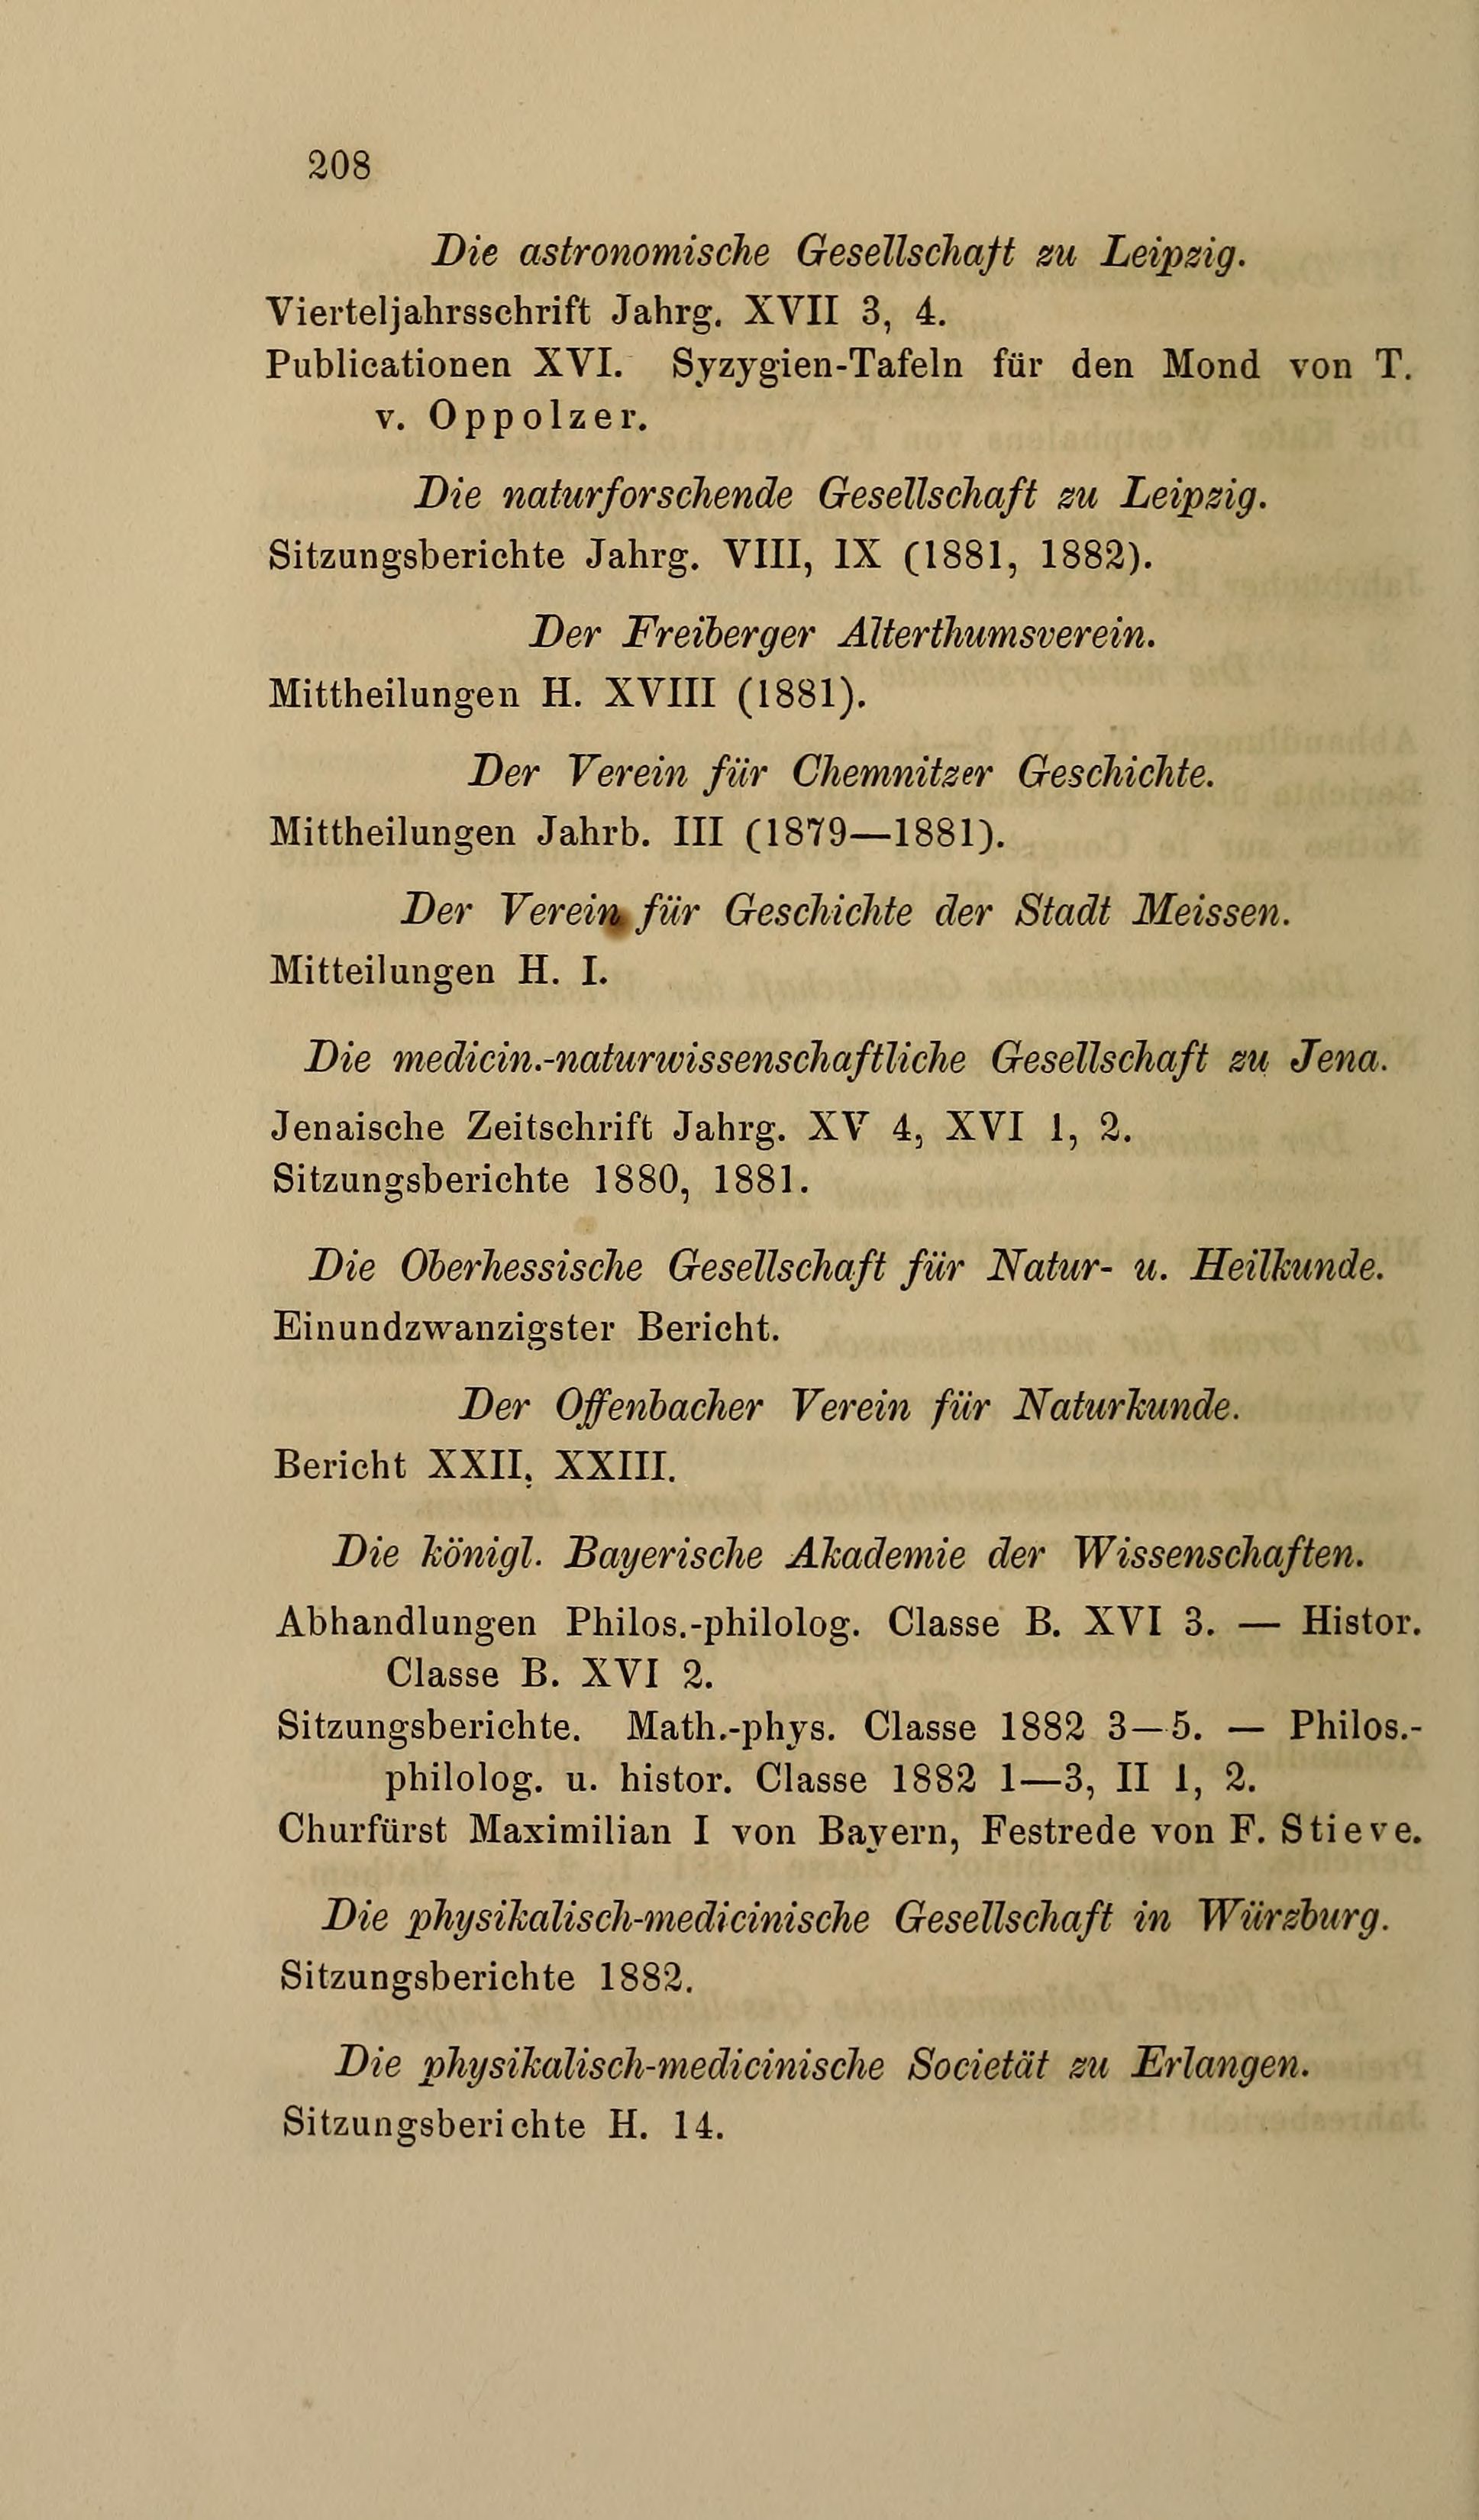 208
Die astronomische Gesellschaft zu Leipzig.
Vierteljahrsschrift Jahrg. XVII 3, 4.
Publicationen XVI. Syzygien-Tafeln für den Mond von T.
v. Oppolzer.
Die naturforschende Gesellschaft zu Leipzig.
Sitzungsberichte Jahrg. VIII, IX (1881, 1882).
Der Freiberger Alterthumsverein.
Mittheilungen H. XVIII (1881).
Der Verein für Chemnitzer Geschichte.
Mittheilungen Jahrb. III (1879—1881).
Der Verein für Geschichte der Stadt Meissen.
Mitteilungen H. I.
Die medicin.-naturwissenschaftliche Gesellschaft zu Jena.
Jenaische Zeitschrift Jahrg. XV 4, XVI 1, 2.
Sitzungsberichte 1880, 1881.
Die Oberhessische Gesellschaft für Natur- u. Heilkunde.
Einundzwanzigster Bericht.
Der Offenbacher Verein für Naturkunde.
Bericht XXII, XXIII.
Die königl. Bayerische Akademie der Wissenschaften.
Abhandlungen Philos.-philolog. Classe B. XVI 3. — Histor.
Classe B. XVI 2.
Sitzungsberichte. Math.-phys. Classe 1882 3—5. — Philos.-
philolog. u. histor. Classe 1882 1—3, II 1, 2.
Churfürst Maximilian I von Bayern, Festrede von F. Stieve.
Die physikalisch-medicinische Gesellschaft in Würzburg.
Sitzungsberichte 1882.
Die physikalisch-medicinische Societät zu Erlangen.
Sitzungsberichte H. 14.